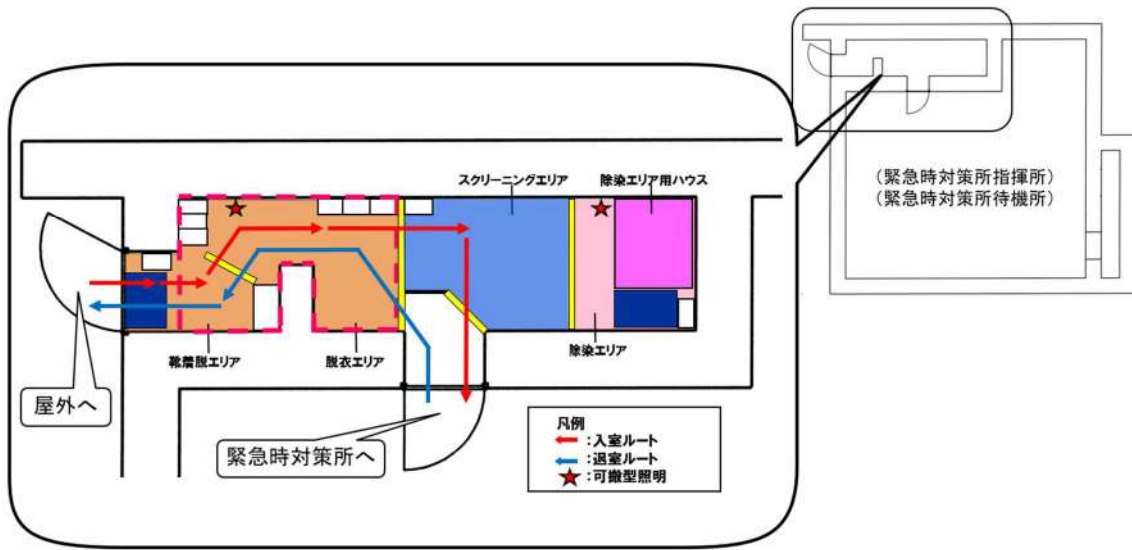 (緊急時対策所指揮所)
(緊急時対策所待機所)
スクリーニングエリア
除染エリア用ハウス
靴着脱エリア
脱衣エリア
除染エリア
屋外へ
緊急時対策所へ
凡例
:入室ルート
:退室ルート
:可搬型照明